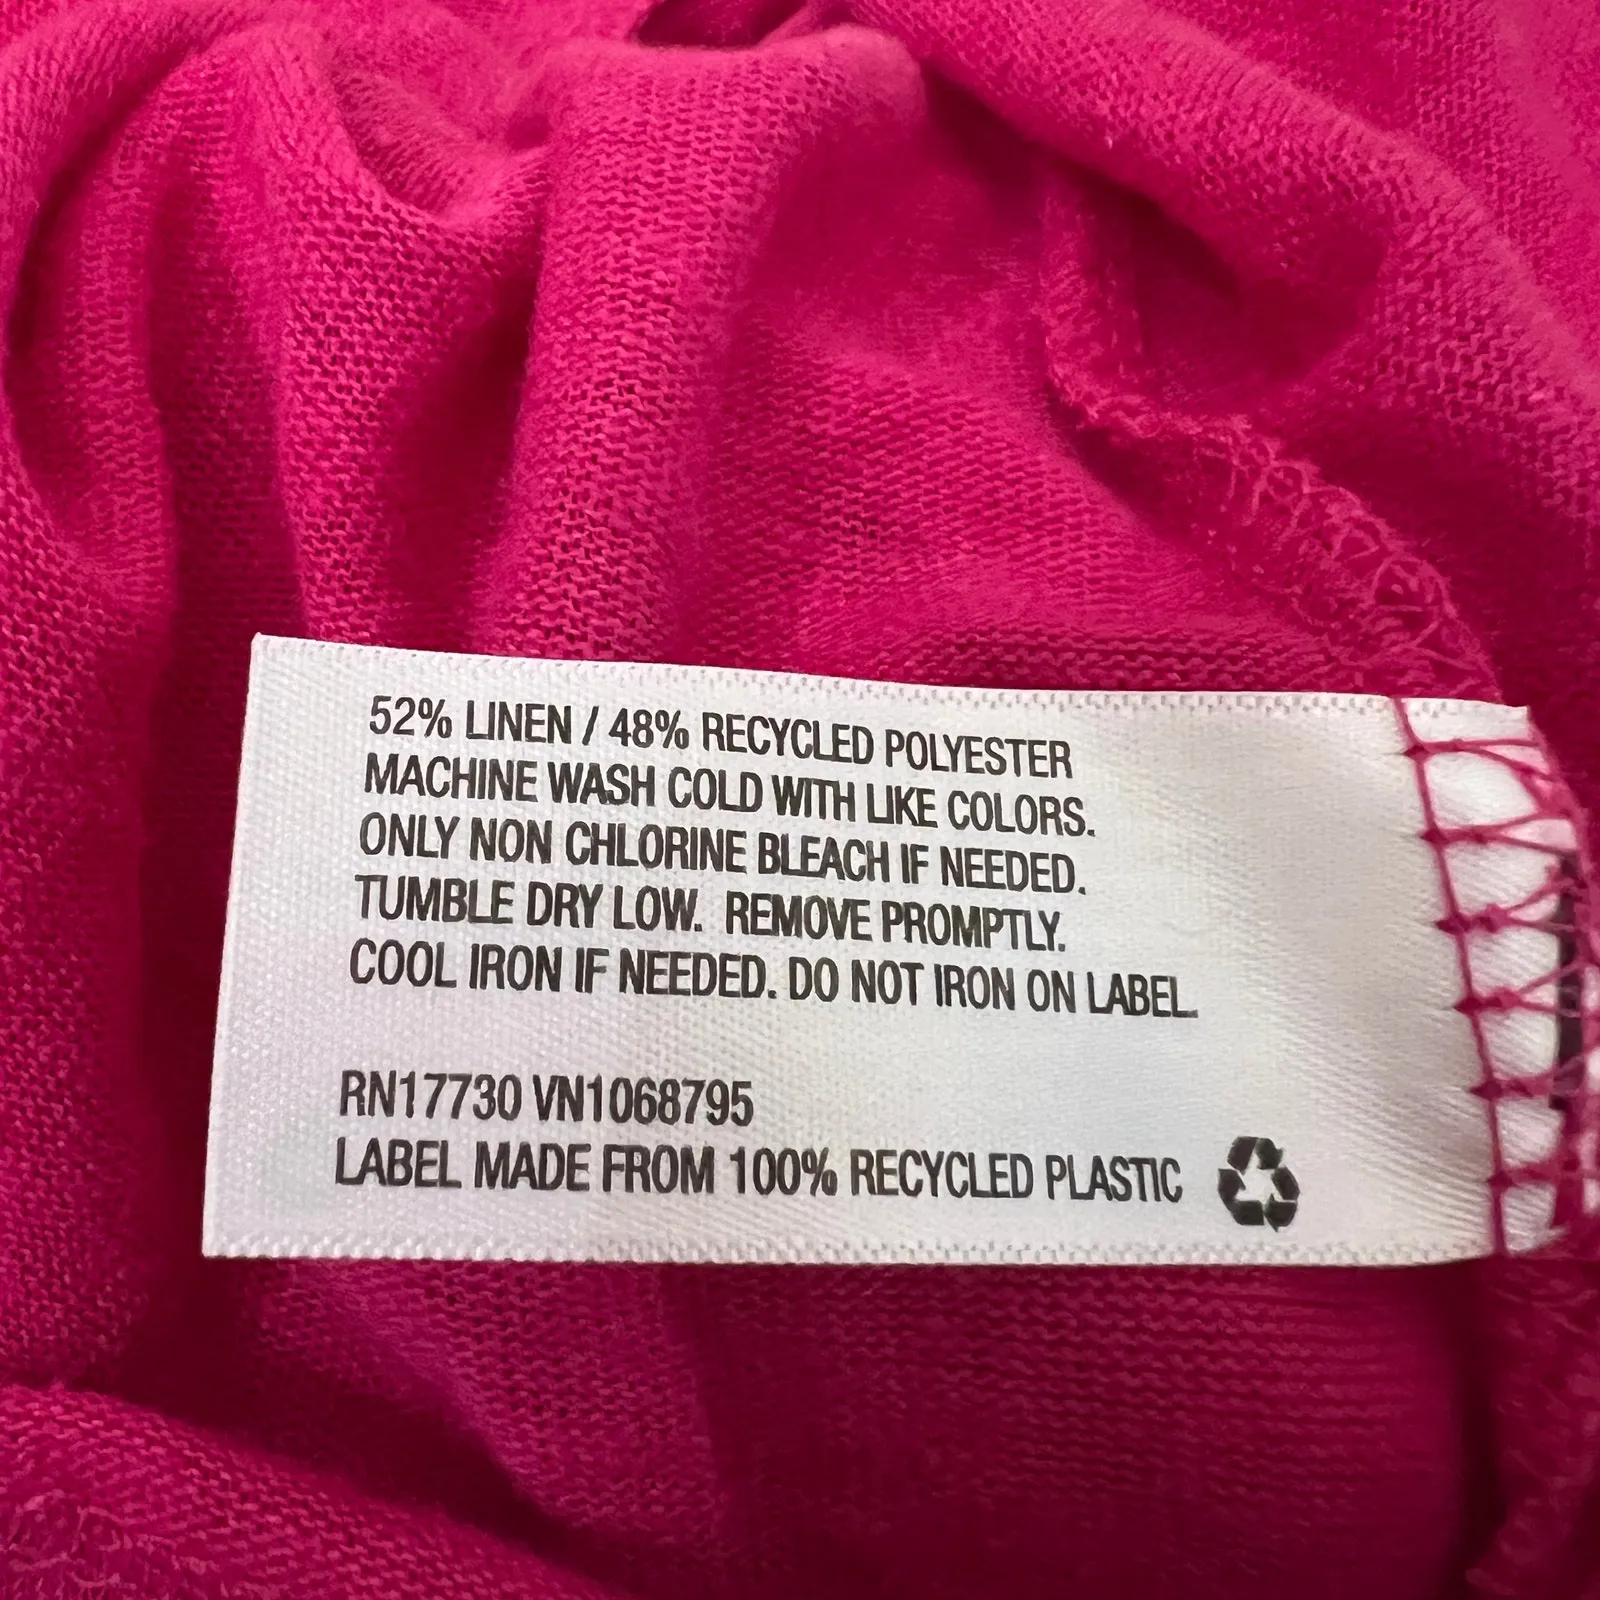 52% LINEN / 48% RECYCLED POLYESTER
MACHINE WASH COLD WITH LIKE COLORS.
ONLY NON CHLORINE BLEACH IF NEEDED.
TUMBLE DRY LOW. REMOVE PROMPTLY.
COOL IRON IF NEEDED. DO NOT IRON ON LABEL.
RN17730 VN1068795
LABEL MADE FROM 100% RECYCLED PLASTIC